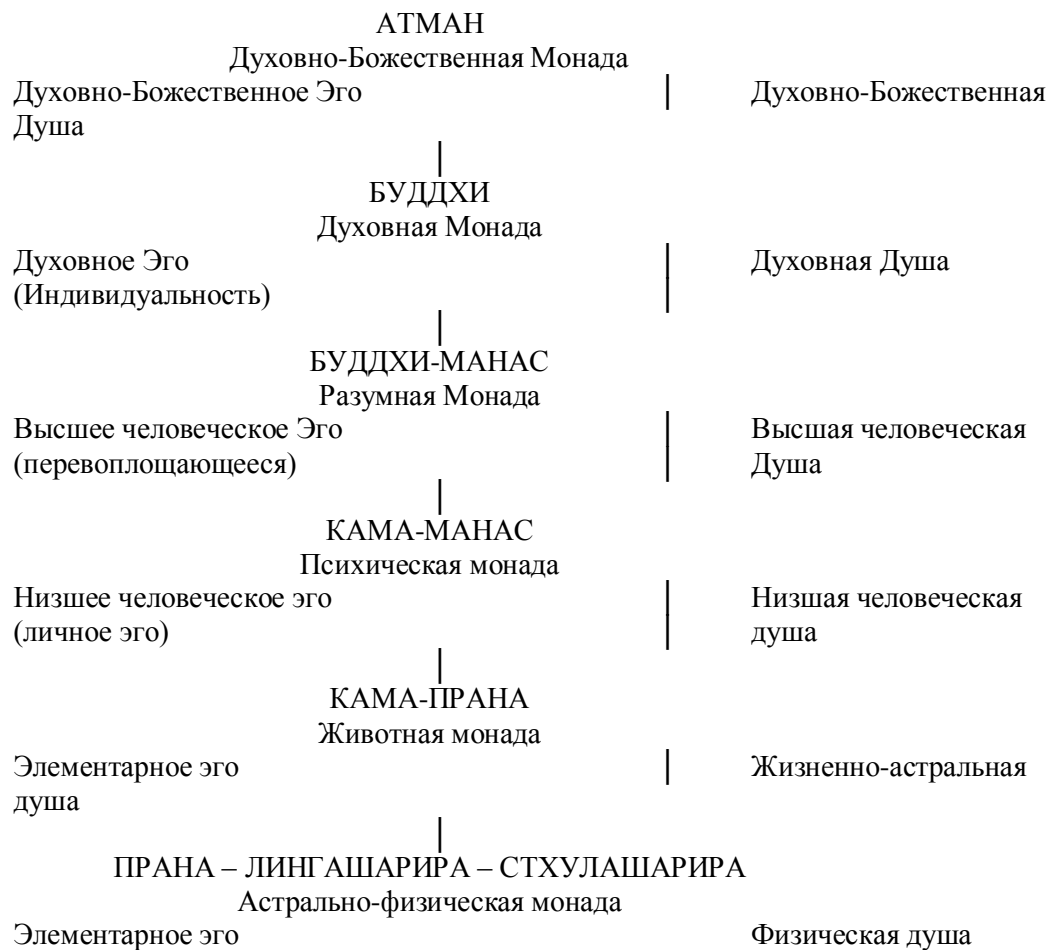 АТМАН
Духовно-Божественная Монада
Духовно-Божественное Эго | Духовно-Божественная
Душа
|
БУДДХИ
Духовная Монада
Духовное Эго | Духовная Душа
(Индивидуальность) |
|
БУДДХИ-МАНАС
Разумная Монада
Высшее человеческое Эго | Высшая человеческая
(перевоплощающееся) | Душа
|
КАМА-МАНАС
Психическая монада
Низшее человеческое эго | Низшая человеческая
(личное эго) | душа
|
КАМА-ПРАНА
Животная монада
Элементарное эго | Жизненно-астральная
душа
|
ПРАНА – ЛИНГАШАРИРА – СТХУЛАШАРИРА
Астрально-физическая монада
Элементарное эго Физическая душа